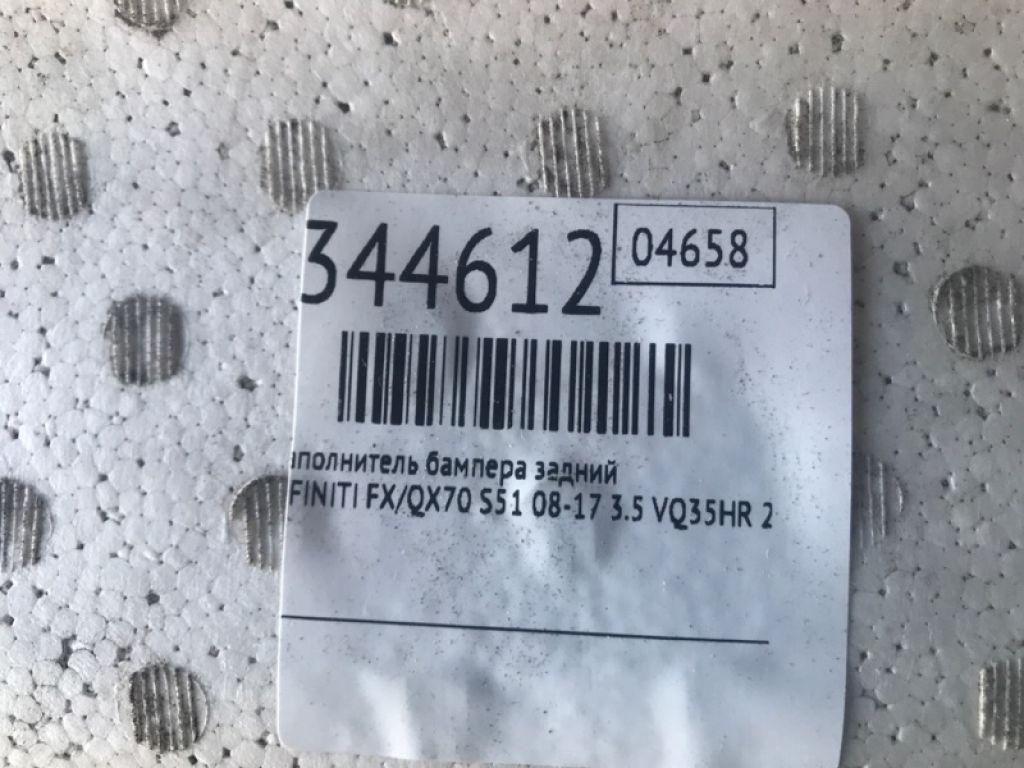 344612
04658
аполнитель бампера задний
FINITI FX/QX70 S51 08-17 3.5 VQ35HR 2